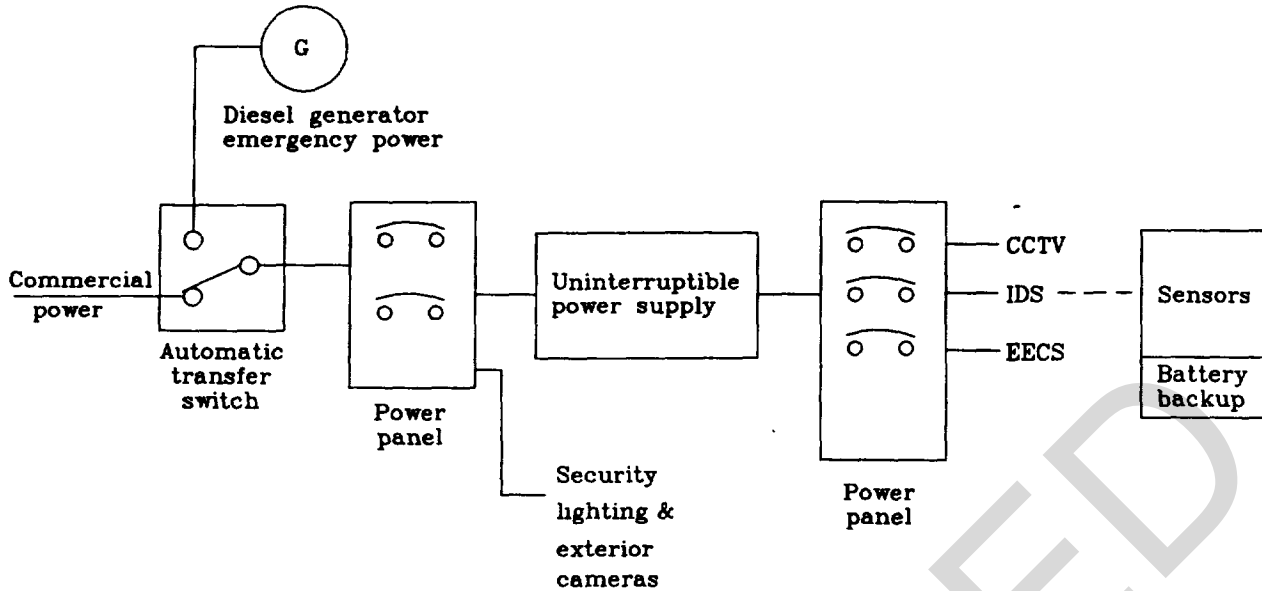 G
Diesel generator
emergency power
Commercial
power
Automatic
transfer
switch
Power
panel
Uninterruptible
power supply
Security
lighting &
exterior
cameras
Power
panel
CCTV
IDS
EECS
Sensors
Battery
backup